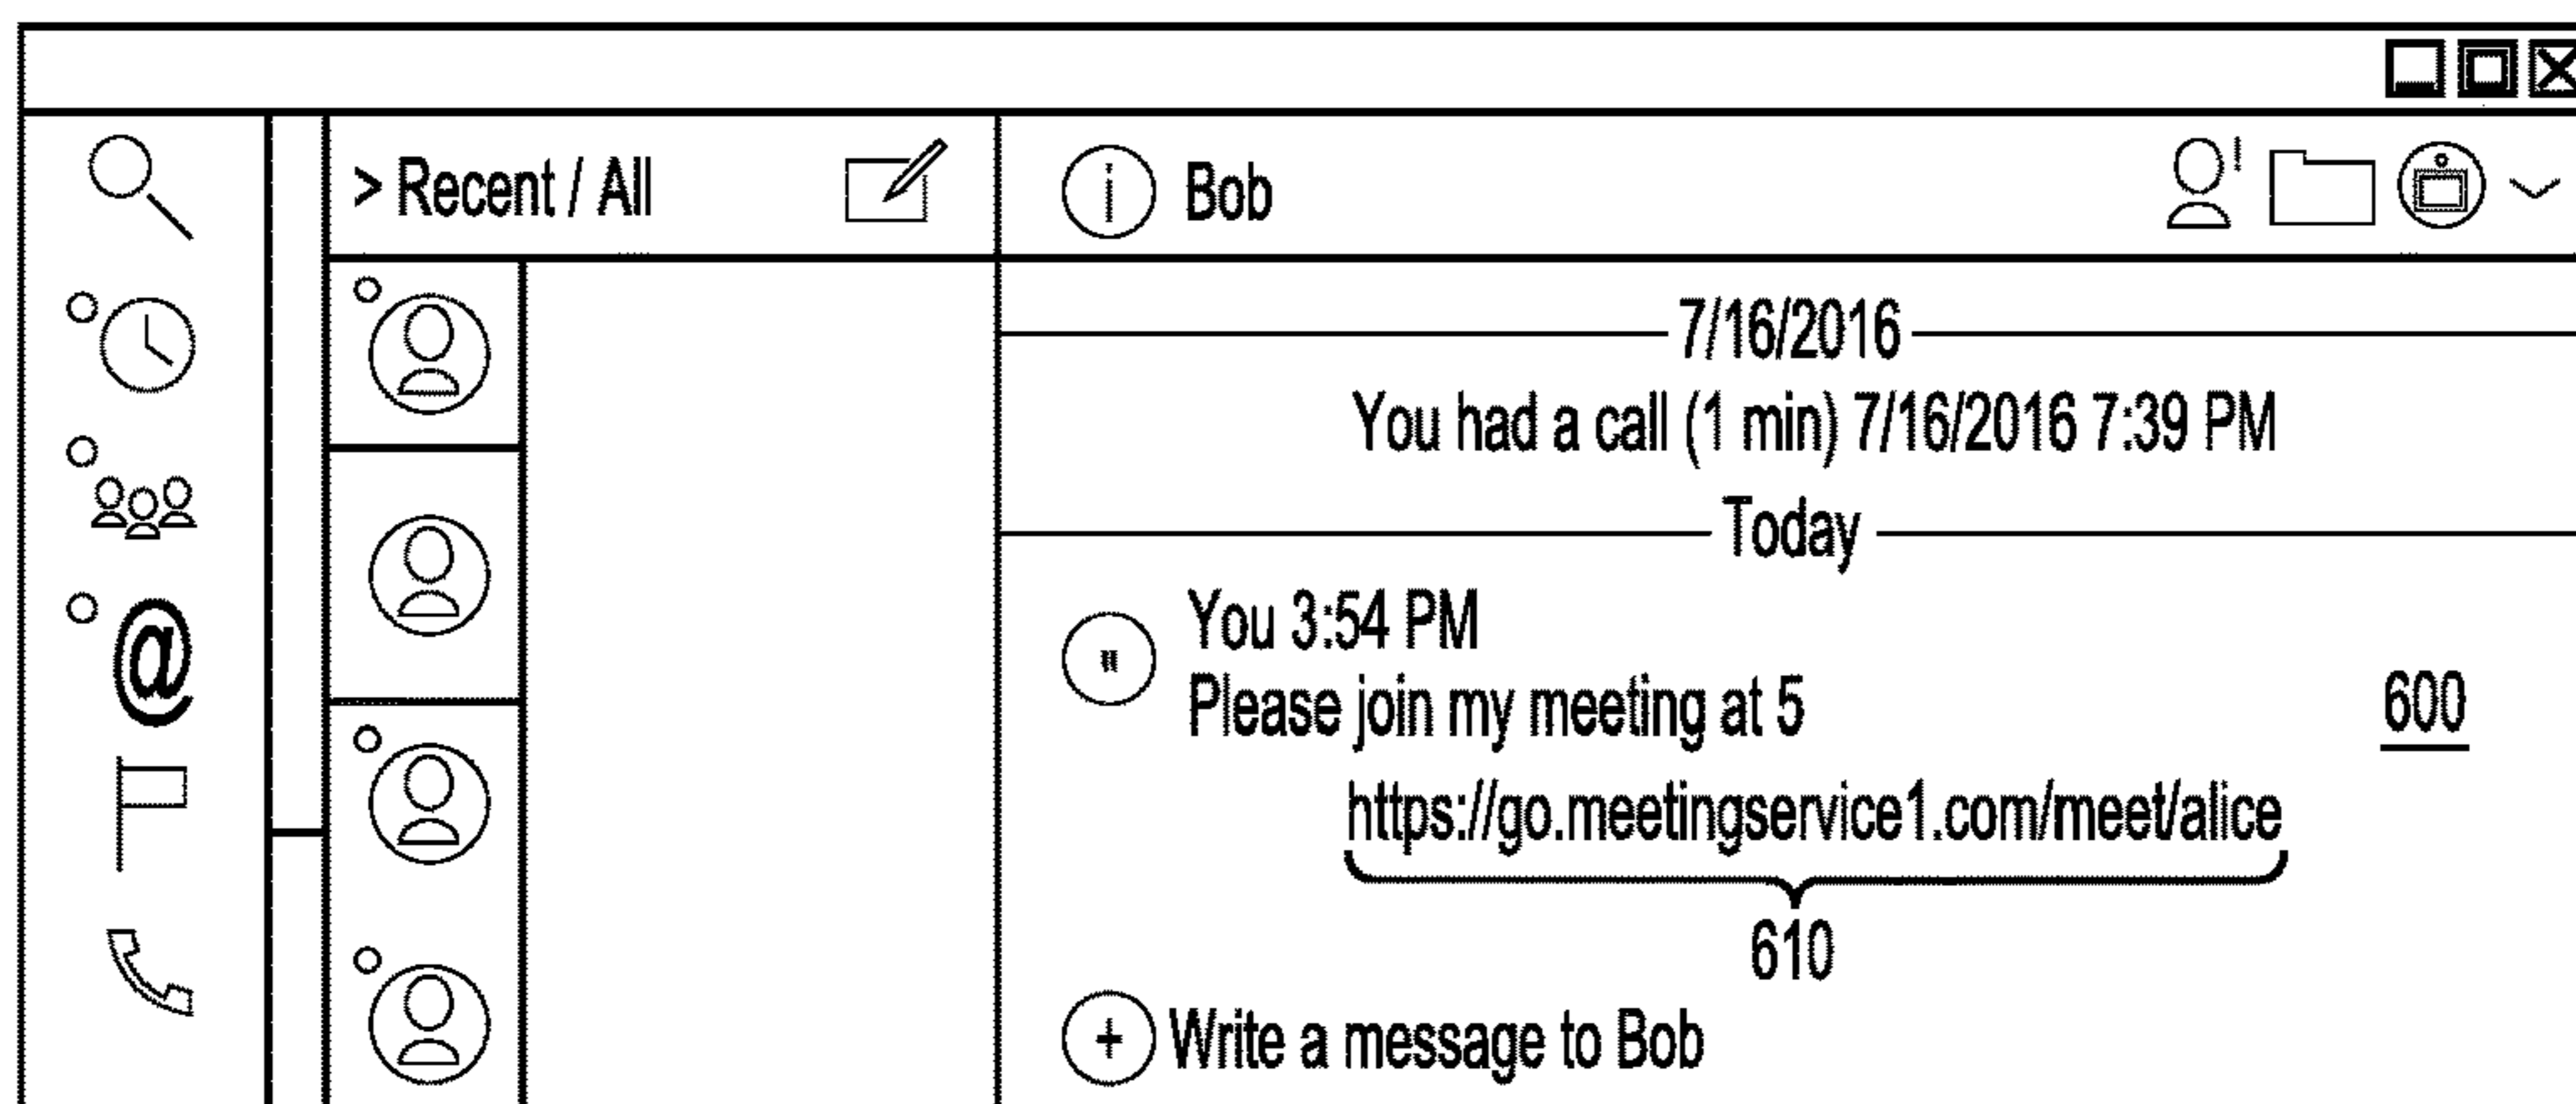 > Recent / All
Bob
7/16/2016
You had a call (1 min) 7/16/2016 7:39 PM
Today
You 3:54 PM
Please join my meeting at 5
600
https://go.meetingservice1.com/meet/alice
610
+ Write a message to Bob
@